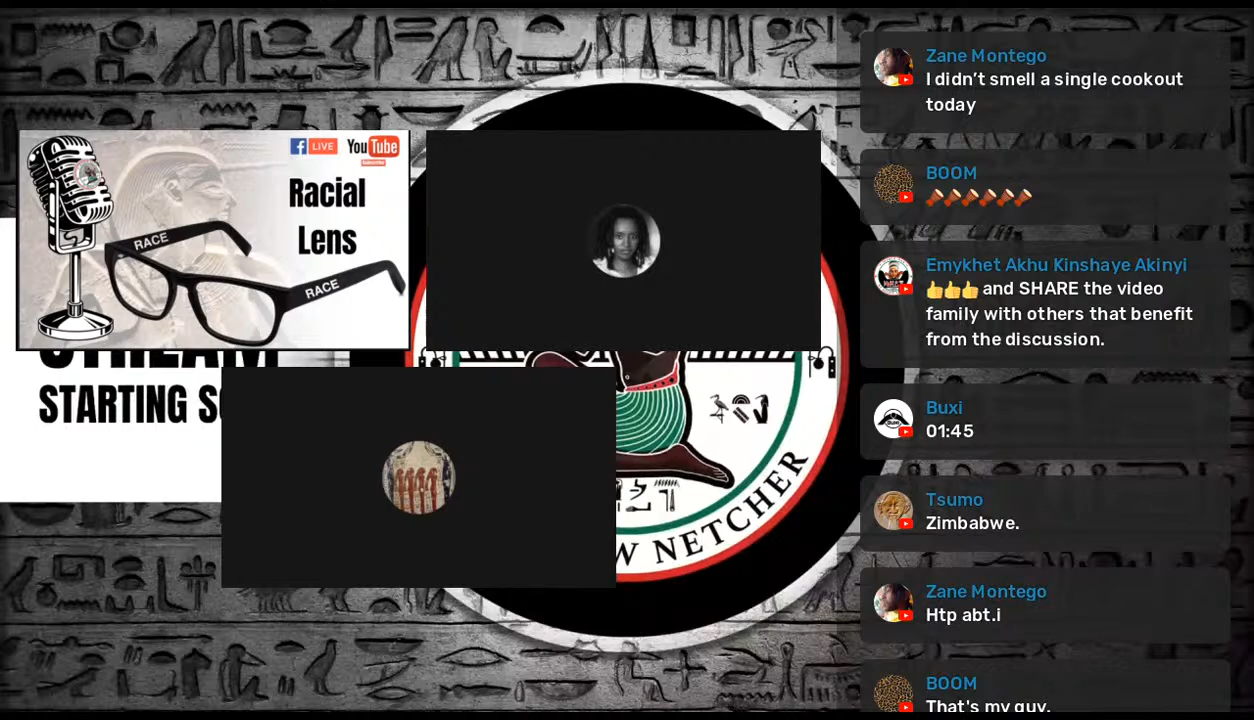 f LIVE
YouTube
Racial
Lens
RACE
RACE
STREAM
STARTING
W NETCHER
Zane Montego
I didn’t smell a single cookout
today
BOOM
🪘🪘🪘🪘🪘🪘
Emykhet Akhu Kinshaye Akinyi
👍👍👍 and SHARE the video
family with others that benefit
from the discussion.
Buxi
01:45
Tsumo
Zimbabwe.
Zane Montego
Htp abt.i
BOOM
That's my guy.